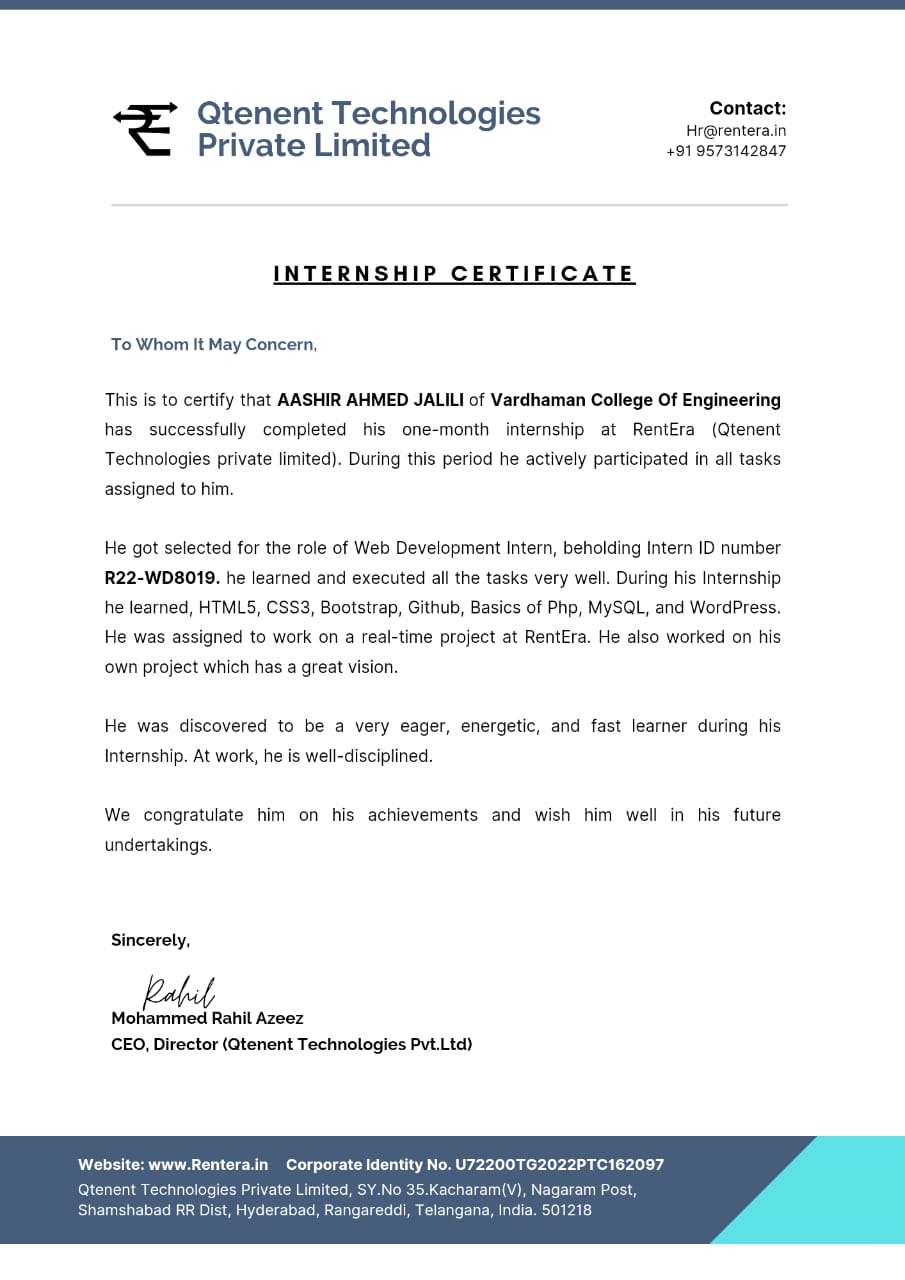 Qtenent Technologies
Private Limited
Contact:
Hr@rentera.in
+91 9573142847
INTERNSHIP CERTIFICATE
To Whom It May Concern,
This is to certify that AASHIR AHMED JALILI of Vardhaman College Of Engineering
has successfully completed his one-month internship at RentEra (Qtenent
Technologies private limited). During this period he actively participated in all tasks
assigned to him.
He got selected for the role of Web Development Intern, beholding Intern ID number
R22-WD8019. he learned and executed all the tasks very well. During his Internship
he learned, HTML5, CSS3, Bootstrap, Github, Basics of Php, MySQL, and WordPress.
He was assigned to work on a real-time project at RentEra. He also worked on his
own project which has a great vision.
He was discovered to be a very eager, energetic, and fast learner during his
Internship. At work, he is well-disciplined.
We congratulate him on his achievements and wish him well in his future
undertakings.
Sincerely,
Rahil
Mohammed Rahil Azeez
CEO, Director (Qtenent Technologies Pvt.Ltd)
Website: www.Rentera.in Corporate Identity No. U72200TG2022PTC162097
Qtenent Technologies Private Limited, SY.No 35.Kacharam(V), Nagaram Post,
Shamshabad RR Dist, Hyderabad, Rangareddi, Telangana, India. 501218